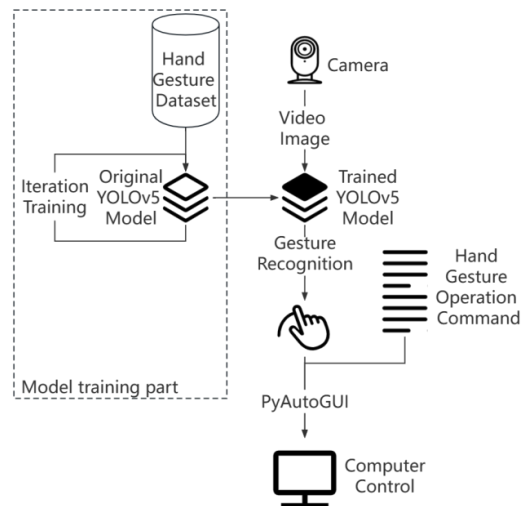 Hand
Gesture
Dataset
Camera
Video
Image
Iteration
Training
Original
YOLOv5
Model
Trained
YOLOv5
Model
Gesture
Recognition
Hand
Gesture
Operation
Command
Model training part
PyAutoGUI
Computer
Control